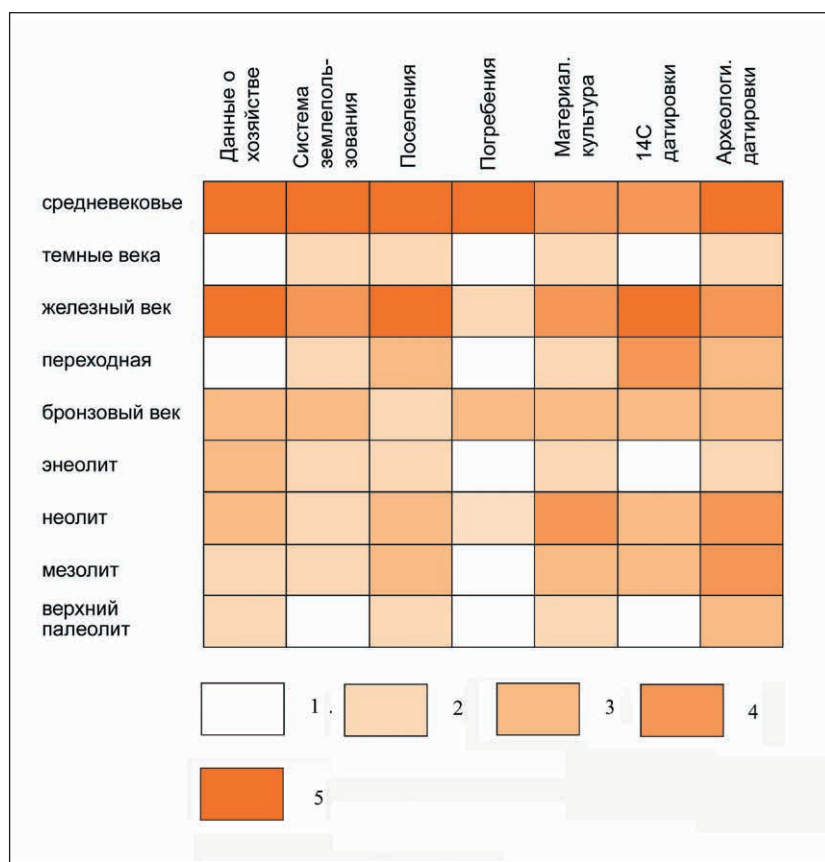 Данные о
хозяйстве
Система
землеполь-
зования
Поселения
Погребения
Материал.
культура
14С
датировки
Археологи.
датировки
средневековье
темные века
железный век
переходная
бронзовый век
энеолит
неолит
мезолит
верхний
палеолит
1 .
2
3
4
5